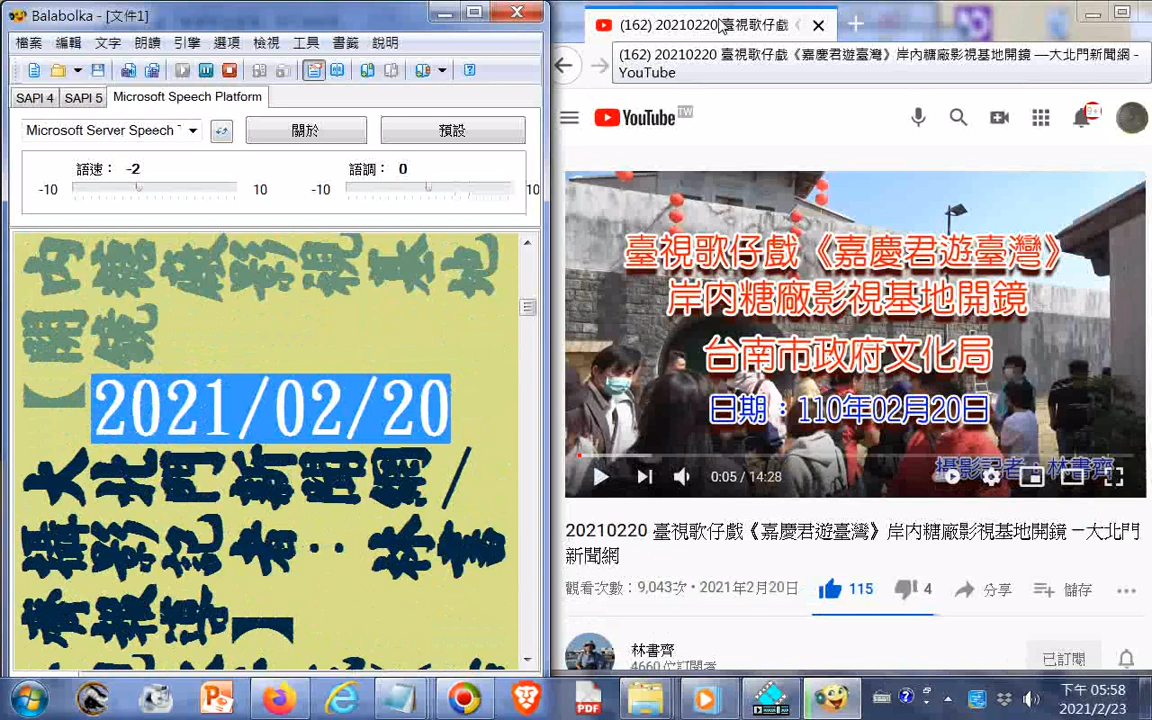 Balabolka - [文件1]
檔案 編輯 文字 朗讀 引擎 選項 檢視 工具 書籤 說明
SAPI 4 SAPI 5 Microsoft Speech Platform
Microsoft Server Speech
關於 預設
語速： -2 語調： 0
-10 10 -10 10
內糖廠影視基地
開鏡
【2021/02/20
大北門新聞網／
攝影記者：林書
齊報導】
(162) 20210220 臺視歌仔戲《
(162) 20210220 臺視歌仔戲《嘉慶君遊臺灣》岸內糖廠影視基地開鏡 —大北門新聞網 -
YouTube
YouTube TW
9+
臺視歌仔戲《嘉慶君遊臺灣》
岸內糖廠影視基地開鏡
台南市政府文化局
日期：110年02月20日
攝影記者：林書齊
0:05 / 14:28
20210220 臺視歌仔戲《嘉慶君遊臺灣》岸內糖廠影視基地開鏡 —大北門
新聞網
觀看次數：9,043次 • 2021年2月20日 115 4 分享 儲存
林書齊
4660位訂閱者
已訂閱
PDF
下午 05:58
2021/2/23